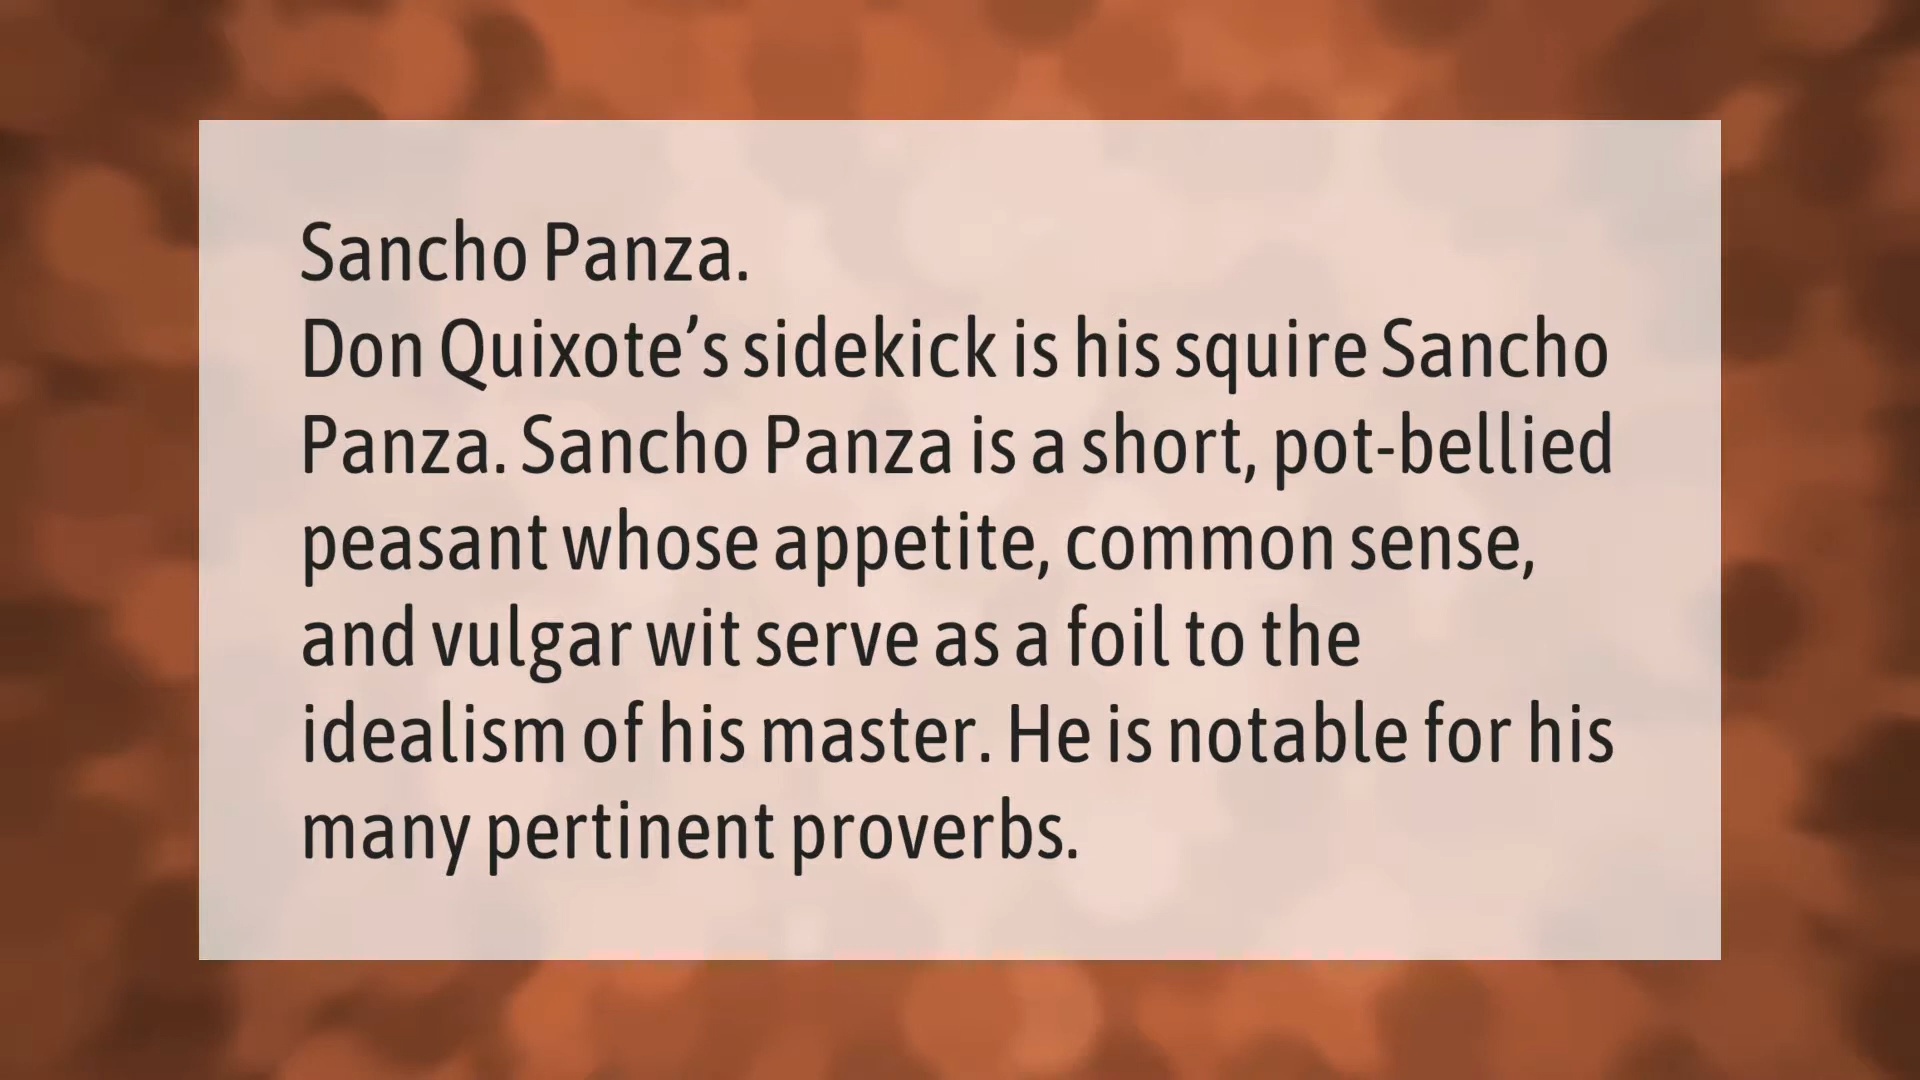 Sancho Panza.
Don Quixote’s sidekick is his squire Sancho
Panza. Sancho Panza is a short, pot-bellied
peasant whose appetite, common sense,
and vulgar wit serve as a foil to the
idealism of his master. He is notable for his
many pertinent proverbs.